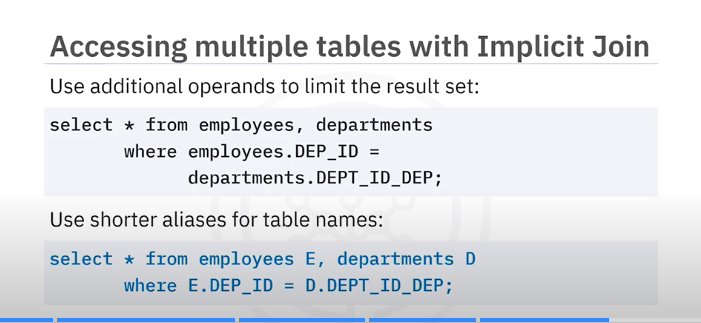 Accessing multiple tables with Implicit Join
Use additional operands to limit the result set:
select * from employees, departments
where employees.DEP_ID =
departments.DEPT_ID_DEP;
Use shorter aliases for table names:
select * from employees E, departments D
where E.DEP_ID = D.DEPT_ID_DEP;